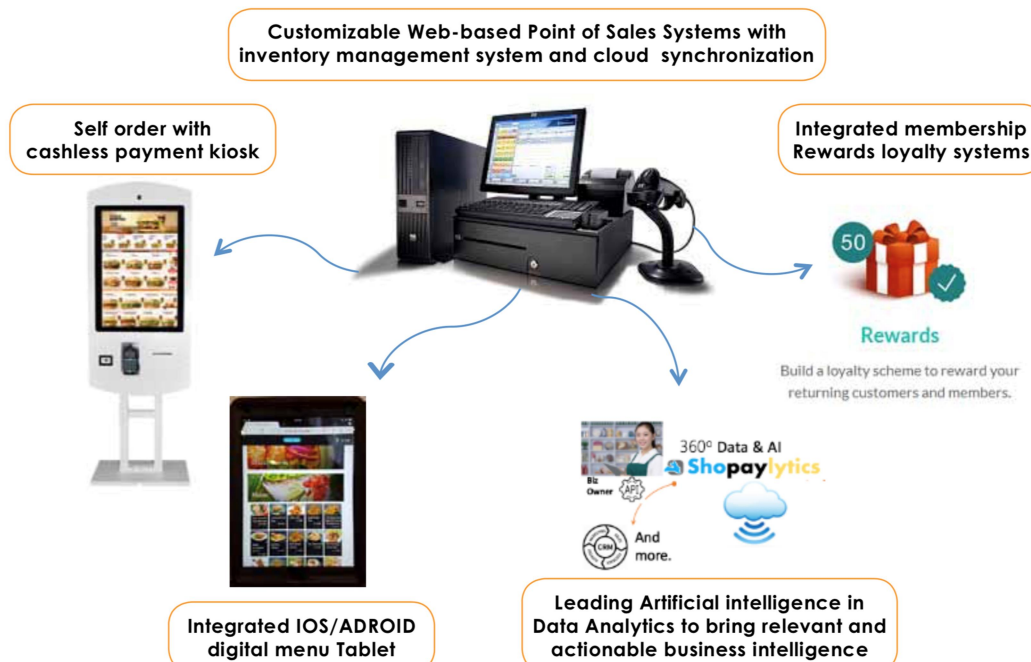 Customizable Web-based Point of Sales Systems with
inventory management system and cloud synchronization
Self order with
cashless payment kiosk
Integrated membership
Rewards loyalty systems
50
Rewards
Build a loyalty scheme to reward your
returning customers and members.
360º Data & AI
Shopaylytics
Biz
Owner
API
CRM
And
more.
Integrated IOS/ADROID
digital menu Tablet
Leading Artificial intelligence in
Data Analytics to bring relevant and
actionable business intelligence